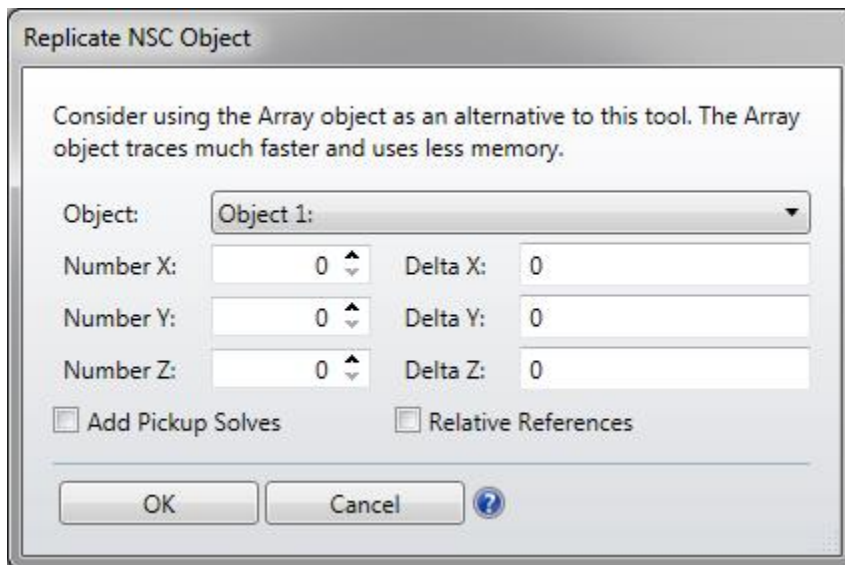 Replicate NSC Object
Consider using the Array object as an alternative to this tool. The Array
object traces much faster and uses less memory.
Object: Object 1:
Number X: 0 Delta X: 0
Number Y: 0 Delta Y: 0
Number Z: 0 Delta Z: 0
Add Pickup Solves Relative References
OK Cancel ?